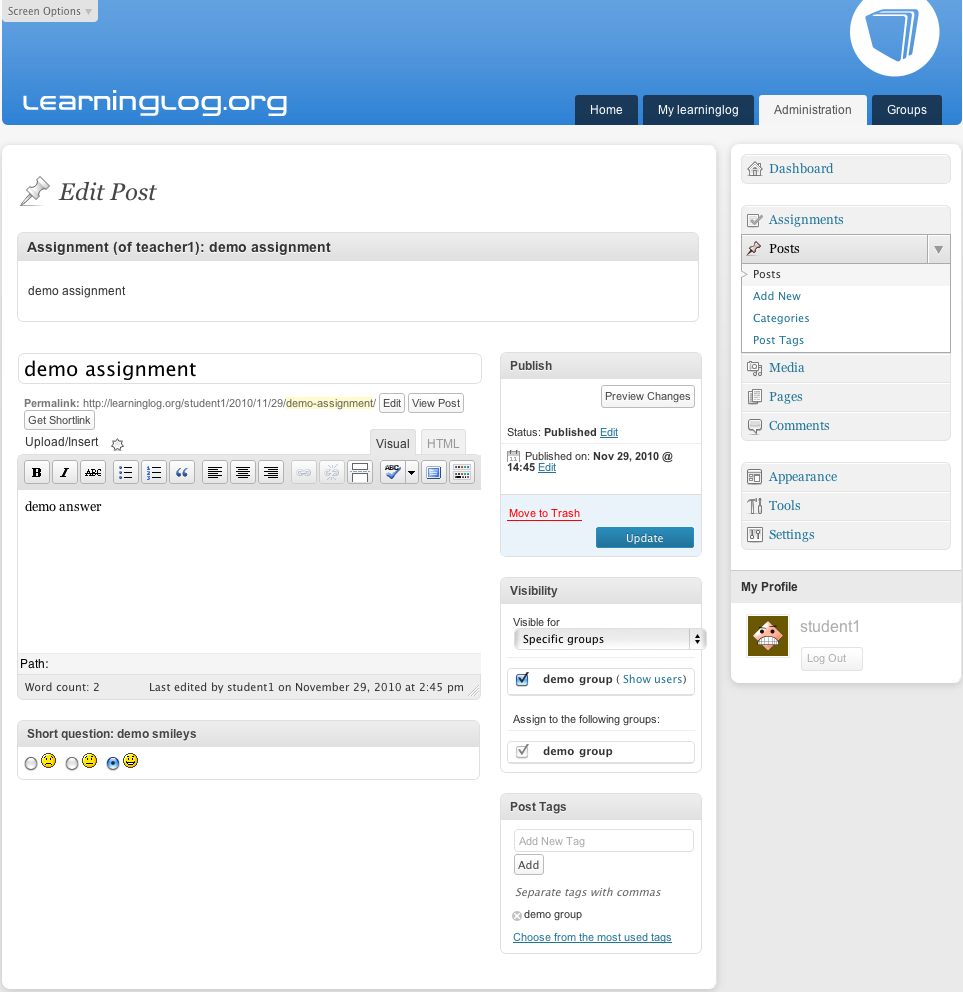 Screen Options
Learninglog.org
Home
My learninglog
Administration
Groups
Edit Post
Assignment (of teacher1): demo assignment
demo assignment
demo assignment
Permalink: http://learninglog.org/student1/2010/11/29/demo-assignment/ Edit View Post
Get Shortlink
Upload/Insert
Visual
HTML
B I ABC
ABC
demo answer
Path:
Word count: 2
Last edited by student1 on November 29, 2010 at 2:45 pm
Short question: demo smileys
Publish
Preview Changes
Status: Published Edit
Published on: Nov 29, 2010 @
14:45 Edit
Move to Trash
Update
Visibility
Visible for
Specific groups
demo group ( Show users)
Assign to the following groups:
demo group
Post Tags
Add New Tag
Add
Separate tags with commas
demo group
Choose from the most used tags
Dashboard
Assignments
Posts
Posts
Add New
Categories
Post Tags
Media
Pages
Comments
Appearance
Tools
Settings
My Profile
student1
Log Out